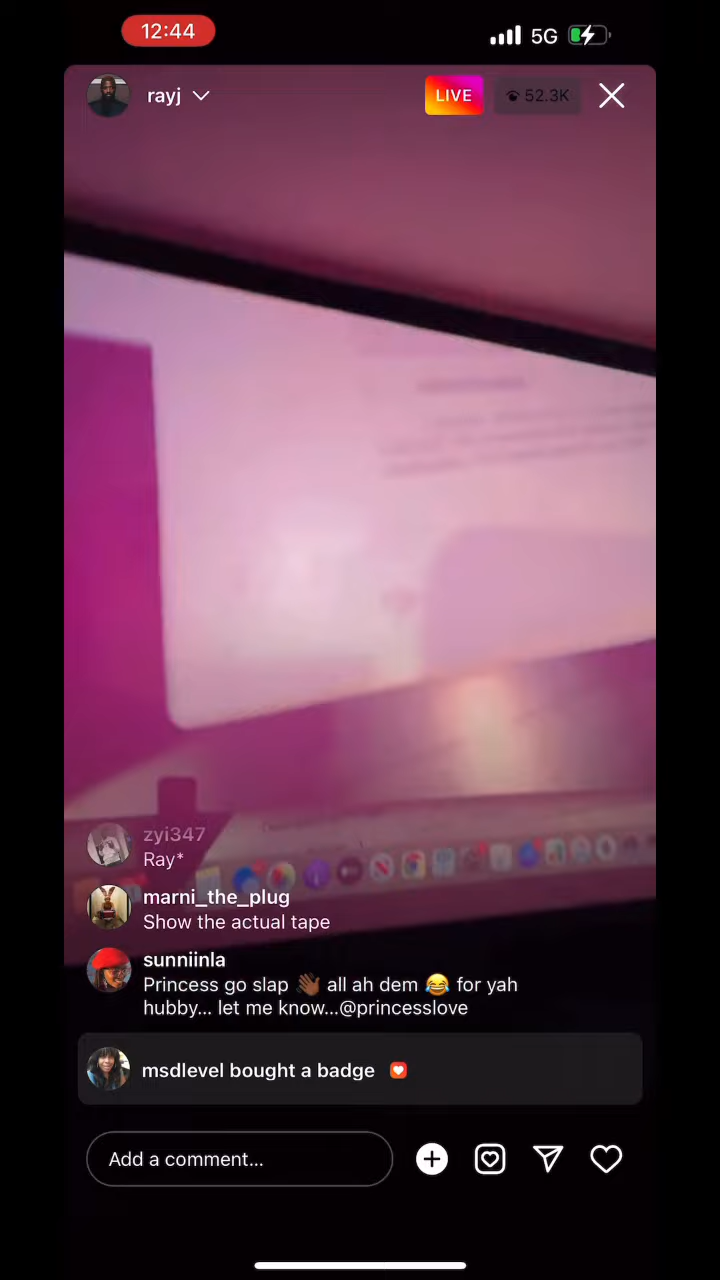 12:44
5G
rayj
LIVE
52.3K
zyi347
Ray*
marni_the_plug
Show the actual tape
sunniinla
Princess go slap 👋🏾 all ah dem 😂 for yah
hubby... let me know...@princesslove
msdlevel bought a badge
Add a comment...